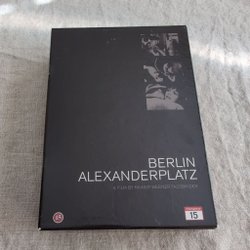 BERLIN
ALEXANDERPLATZ
A FILM BY RAINER WERNER FASSBINDER
15